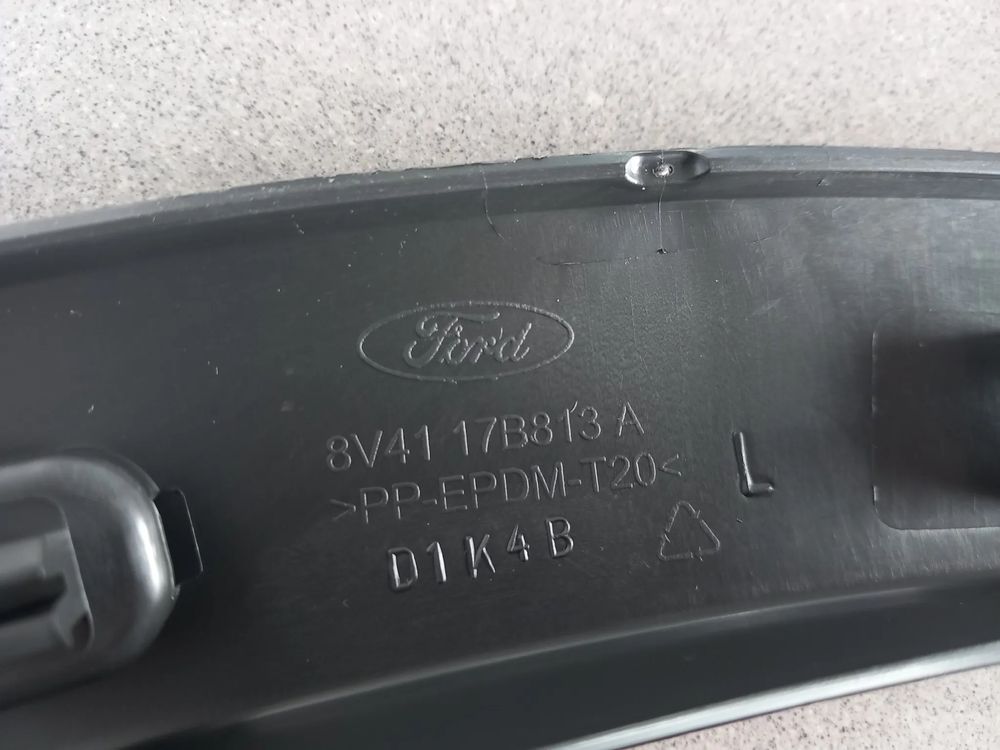 Ford
8V41 17B813 A
>PP-EPDM-T20<
L
D1K4B